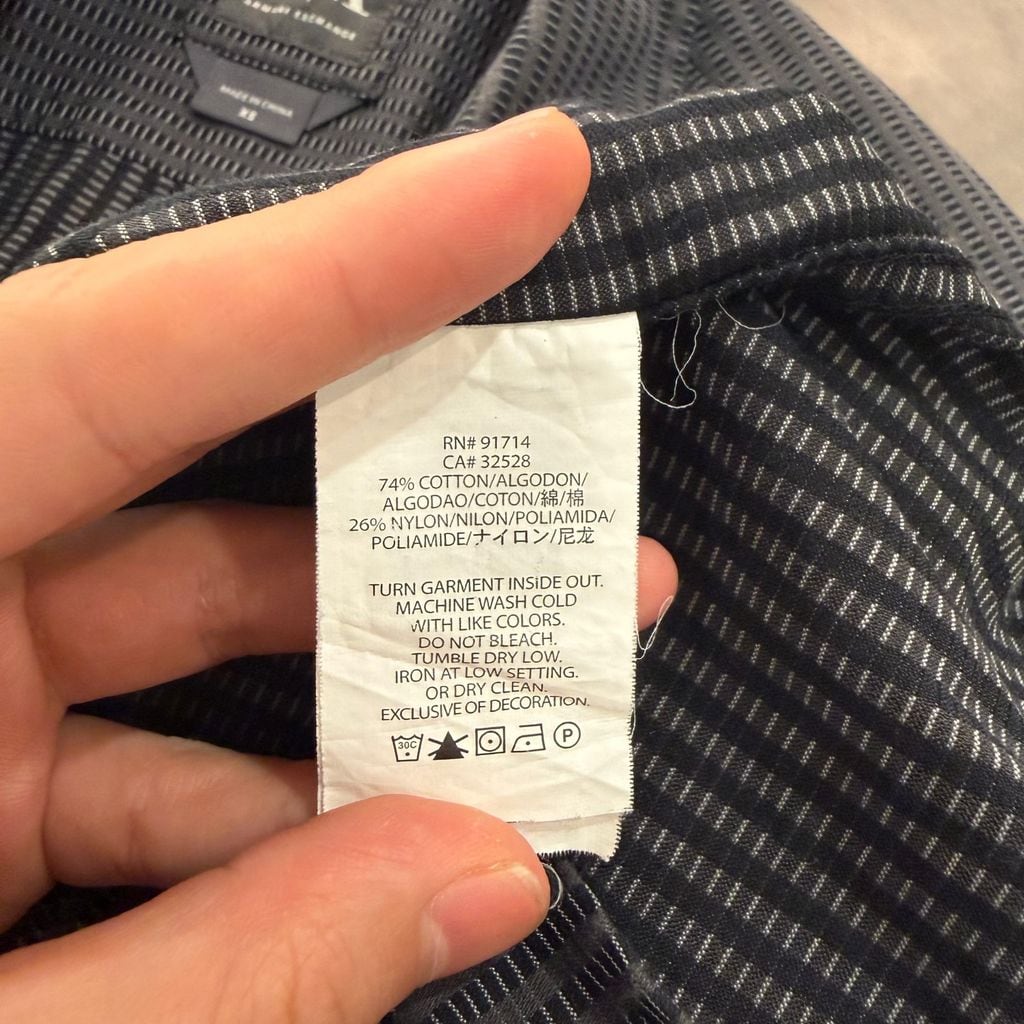 ARMANI EXCHANGE
MADE IN CHINA
XS
RN# 91714
CA# 32528
74% COTTON/ALGODON/
ALGODAO/COTON/綿/棉
26% NYLON/NILON/POLIAMIDA/
POLIAMIDE/ナイロン/尼龙
TURN GARMENT INSIDE OUT.
MACHINE WASH COLD
WITH LIKE COLORS.
DO NOT BLEACH.
TUMBLE DRY LOW.
IRON AT LOW SETTING.
OR DRY CLEAN.
EXCLUSIVE OF DECORATION.
30C P